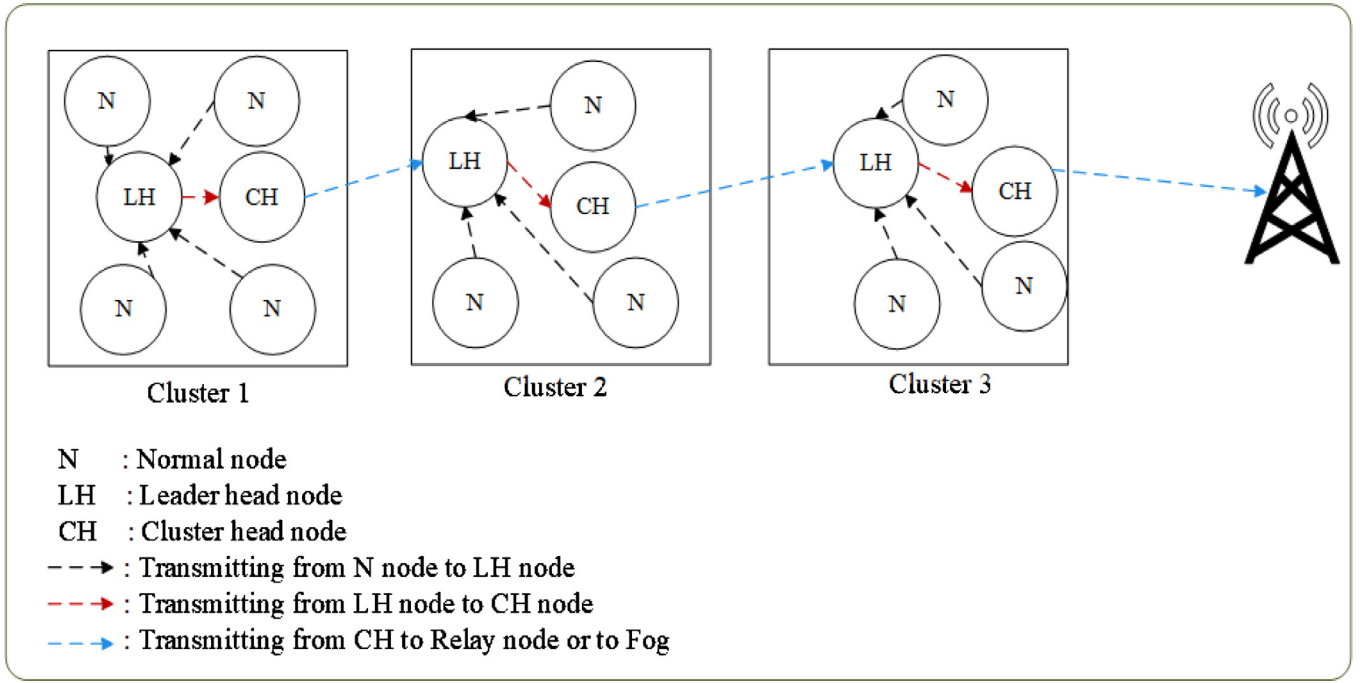 N
N
LH
CH
N
N
Cluster 1
N
LH
CH
N
N
Cluster 2
N
LH
CH
N
N
Cluster 3
N : Normal node
LH : Leader head node
CH : Cluster head node
: Transmitting from N node to LH node
: Transmitting from LH node to CH node
: Transmitting from CH to Relay node or to Fog